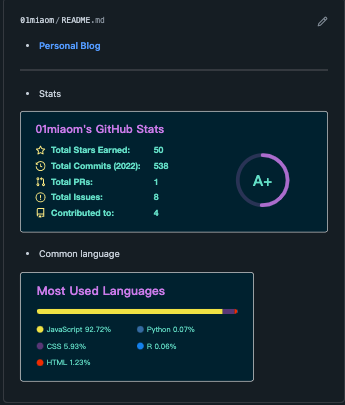 01miaom/README.md
Personal Blog
Stats
01miaom's GitHub Stats
Total Stars Earned: 50
Total Commits (2022): 538
Total PRs: 1
Total Issues: 8
Contributed to: 4
A+
Common language
Most Used Languages
JavaScript 92.72% Python 0.07%
CSS 5.93% R 0.06%
HTML 1.23%